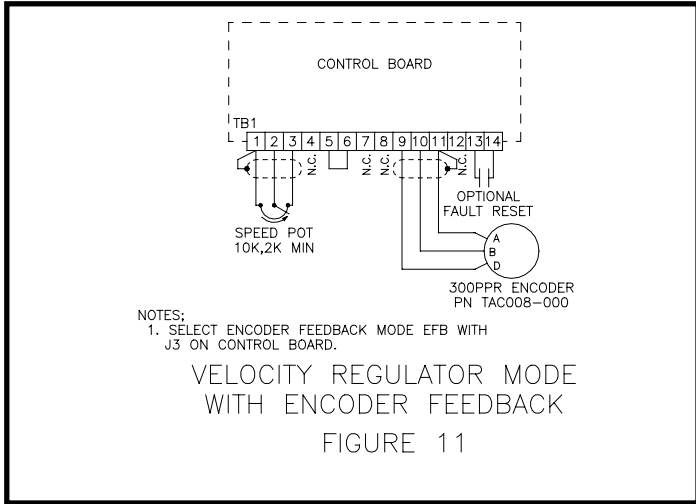 CONTROL BOARD
TB1
1 2 3 4 5 6 7 8 9 10 11 12 13 14
N.C. N.C. N.C. N.C.
OPTIONAL
FAULT RESET
SPEED POT
10K,2K MIN
A
B
D
300PPR ENCODER
PN TAC008-000
NOTES;
1. SELECT ENCODER FEEDBACK MODE EFB WITH
J3 ON CONTROL BOARD.
VELOCITY REGULATOR MODE
WITH ENCODER FEEDBACK
FIGURE 11